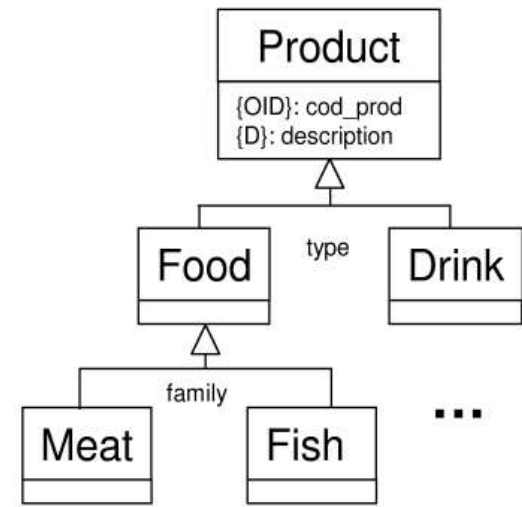 Product
{OID}: cod_prod
{D}: description
type
Food
Drink
family
Meat
Fish
...